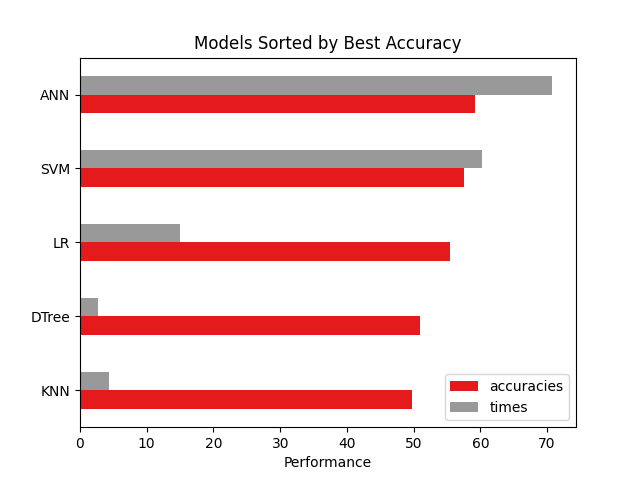 Models Sorted by Best Accuracy
ANN
SVM
LR
DTree
KNN
accuracies
times
0 10 20 30 40 50 60 70
Performance